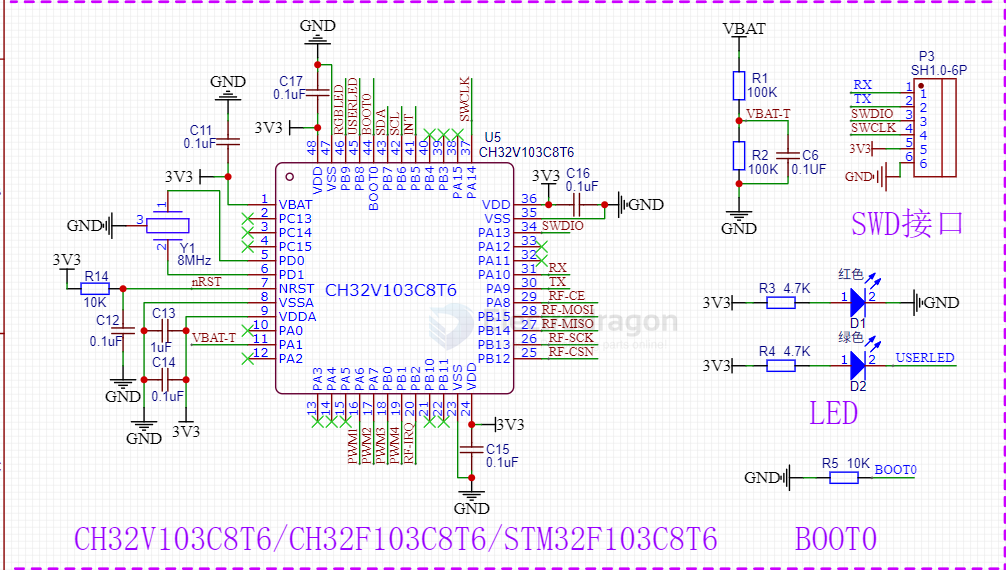 GND
C17
0.1uF
GND
C11
0.1uF
3V3
3V3
RGBLED
USERLED
BOOT0
SDA
SCL
INT
SWCLK
48
47
46
45
44
43
42
41
40
39
38
37
VDD
VSS
PB9
PB8
BOOT0
PB7
PB6
PB5
PB4
PB3
PA15
PA14
U5
CH32V103C8T6
1 VBAT
2 PC13
3 PC14
4 PC15
5 PD0
6 PD1
7 NRST
8 VSSA
9 VDDA
10 PA0
11 PA1
12 PA2
CH32V103C8T6
VDD 36
VSS 35
PA13 34 SWDIO
PA12 33
PA11 32
PA10 31 RX
PA9 30 TX
PA8 29 RF-CE
PB15 28 RF-MOSI
PB14 27 RF-MISO
PB13 26 RF-SCK
PB12 25 RF-CSN
3V3
C16
0.1uF
GND
GND
3
1
2
Y1
8MHz
3V3
R14
10K
nRST
C12
0.1uF
GND
C13
1uF
VBAT-T
C14
0.1uF
GND
3V3
PA3
PA4
PA5
PA6
PA7
PB0
PB1
PB2
PB10
PB11
VSS
VDD
13
14
15
16
17
18
19
20
21
22
23
24
PWM1
PWM2
PWM3
PWM4
RF-IRQ
3V3
C15
0.1uF
GND
VBAT
R1
100K
VBAT-T
R2
100K
C6
0.1UF
GND
P3
SH1.0-6P
RX 1 1
TX 2 2
SWDIO 3 3
SWCLK 4 4
3V3 5 5
GND 6 6
SWD接口
红色
3V3 R3 4.7K 1 2 GND
D1
绿色
3V3 R4 4.7K 1 2 USERLED
D2
LED
GND R5 10K BOOT0
CH32V103C8T6/CH32F103C8T6/STM32F103C8T6
BOOT0